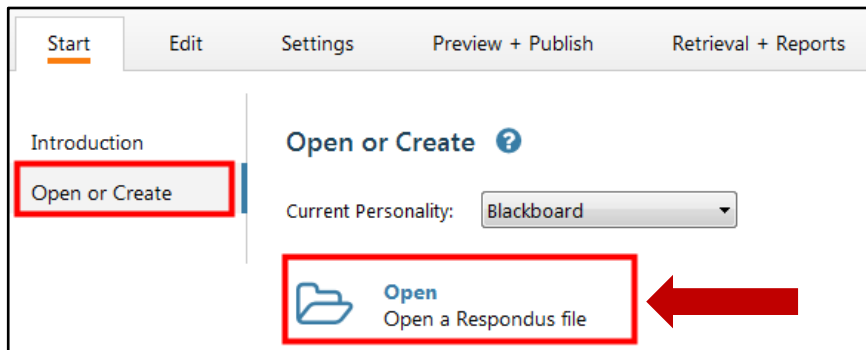 Start Edit Settings Preview + Publish Retrieval + Reports
Introduction
Open or Create
Open or Create ?
Current Personality: Blackboard
Open
Open a Respondus file